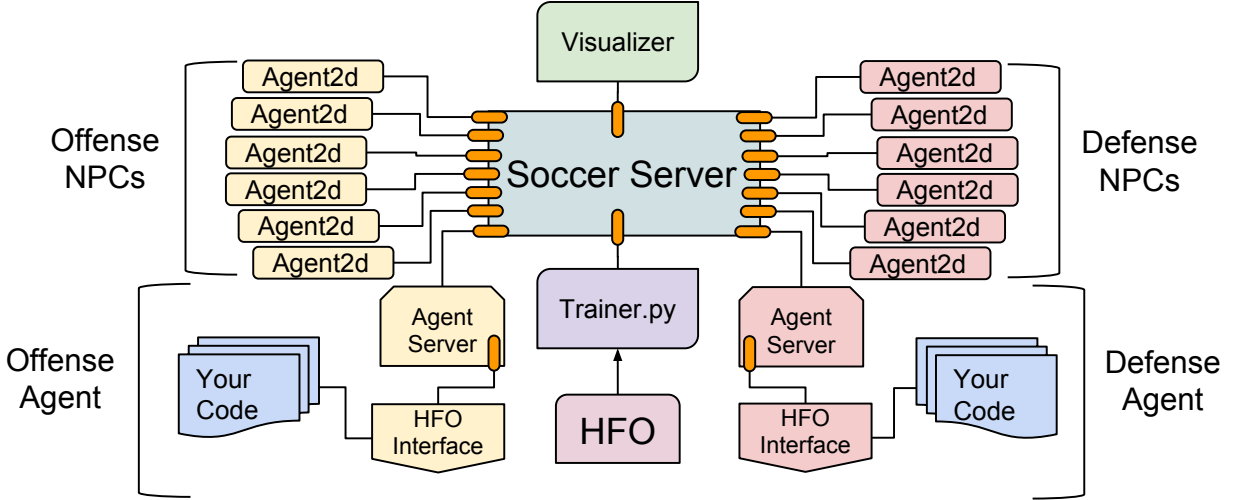 Visualizer
Offense
NPCs
Agent2d
Agent2d
Agent2d
Agent2d
Agent2d
Agent2d
Soccer Server
Agent2d
Agent2d
Agent2d
Agent2d
Agent2d
Agent2d
Defense
NPCs
Offense
Agent
Your
Code
Agent
Server
HFO
Interface
Trainer.py
HFO
Agent
Server
HFO
Interface
Your
Code
Defense
Agent